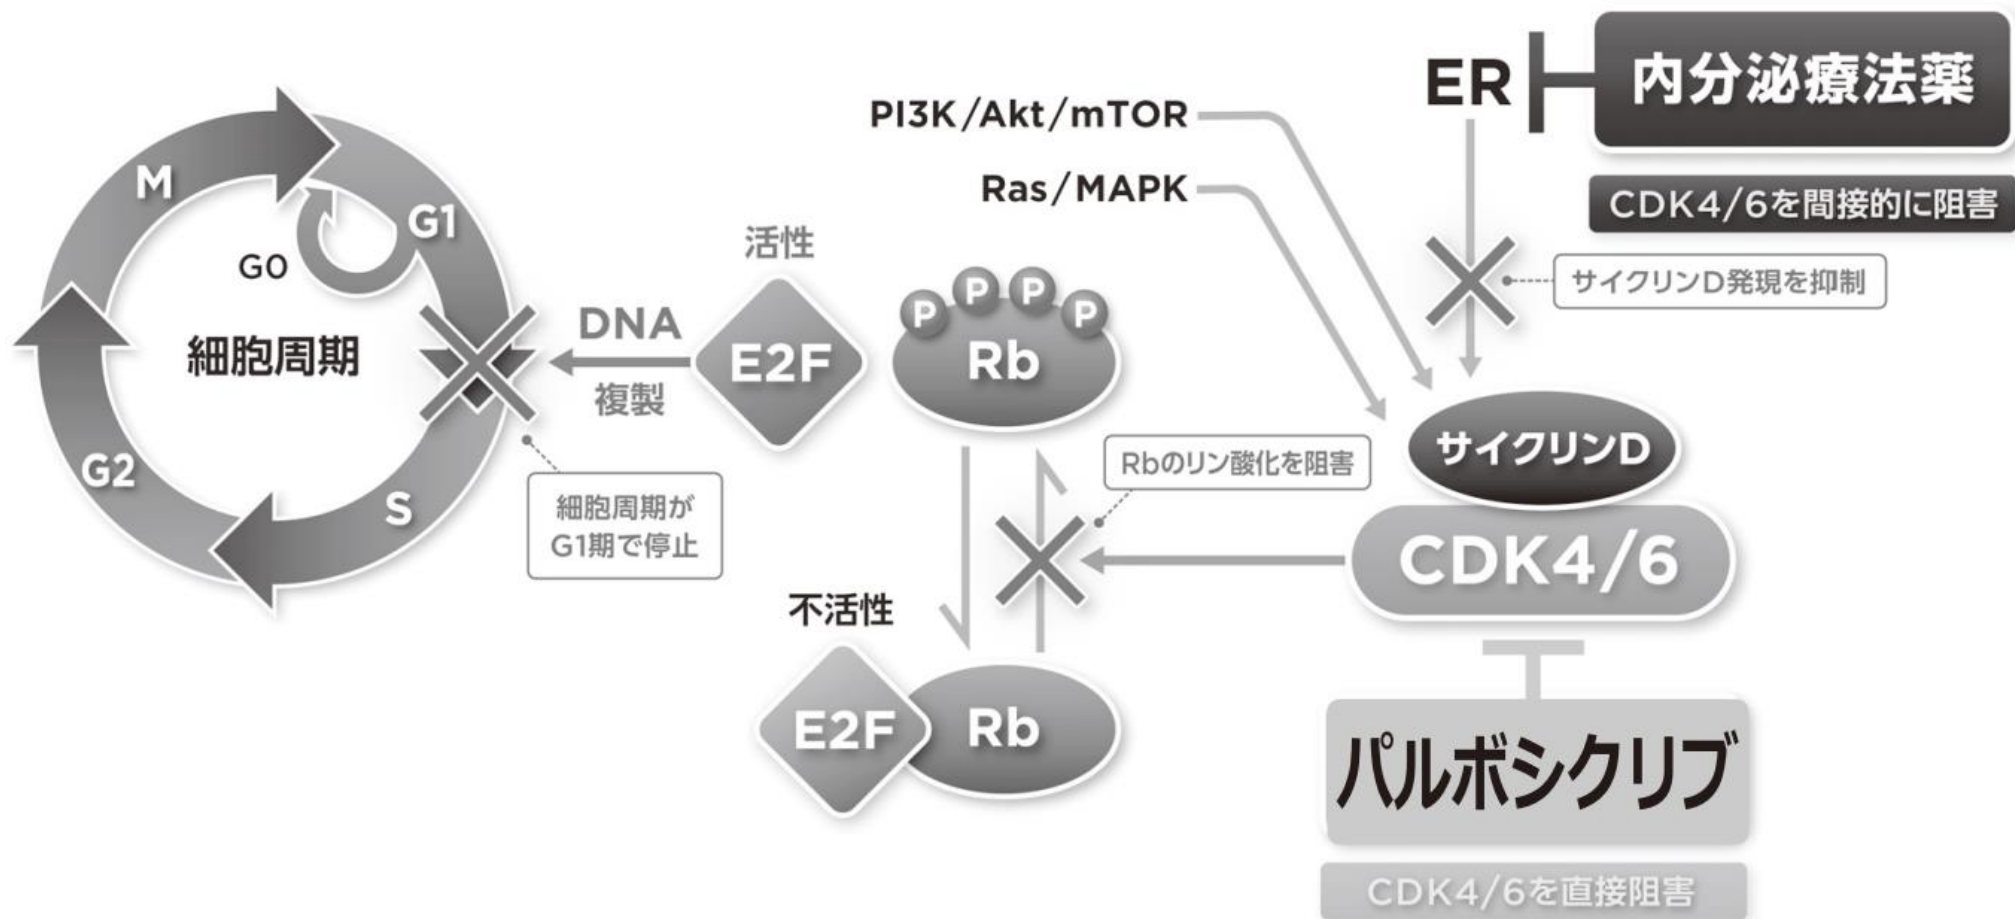 内分泌療法薬
ER
PI3K/Akt/mTOR
Ras/MAPK
CDK4/6を間接的に阻害
サイクリンD発現を抑制
M
G1
G0
細胞周期
G2
S
活性
DNA
複製
E2F
P
P
P
P
Rb
細胞周期が
G1期で停止
Rbのリン酸化を阻害
サイクリンD
CDK4/6
不活性
E2F
Rb
パルボシクリブ
CDK4/6を直接阻害